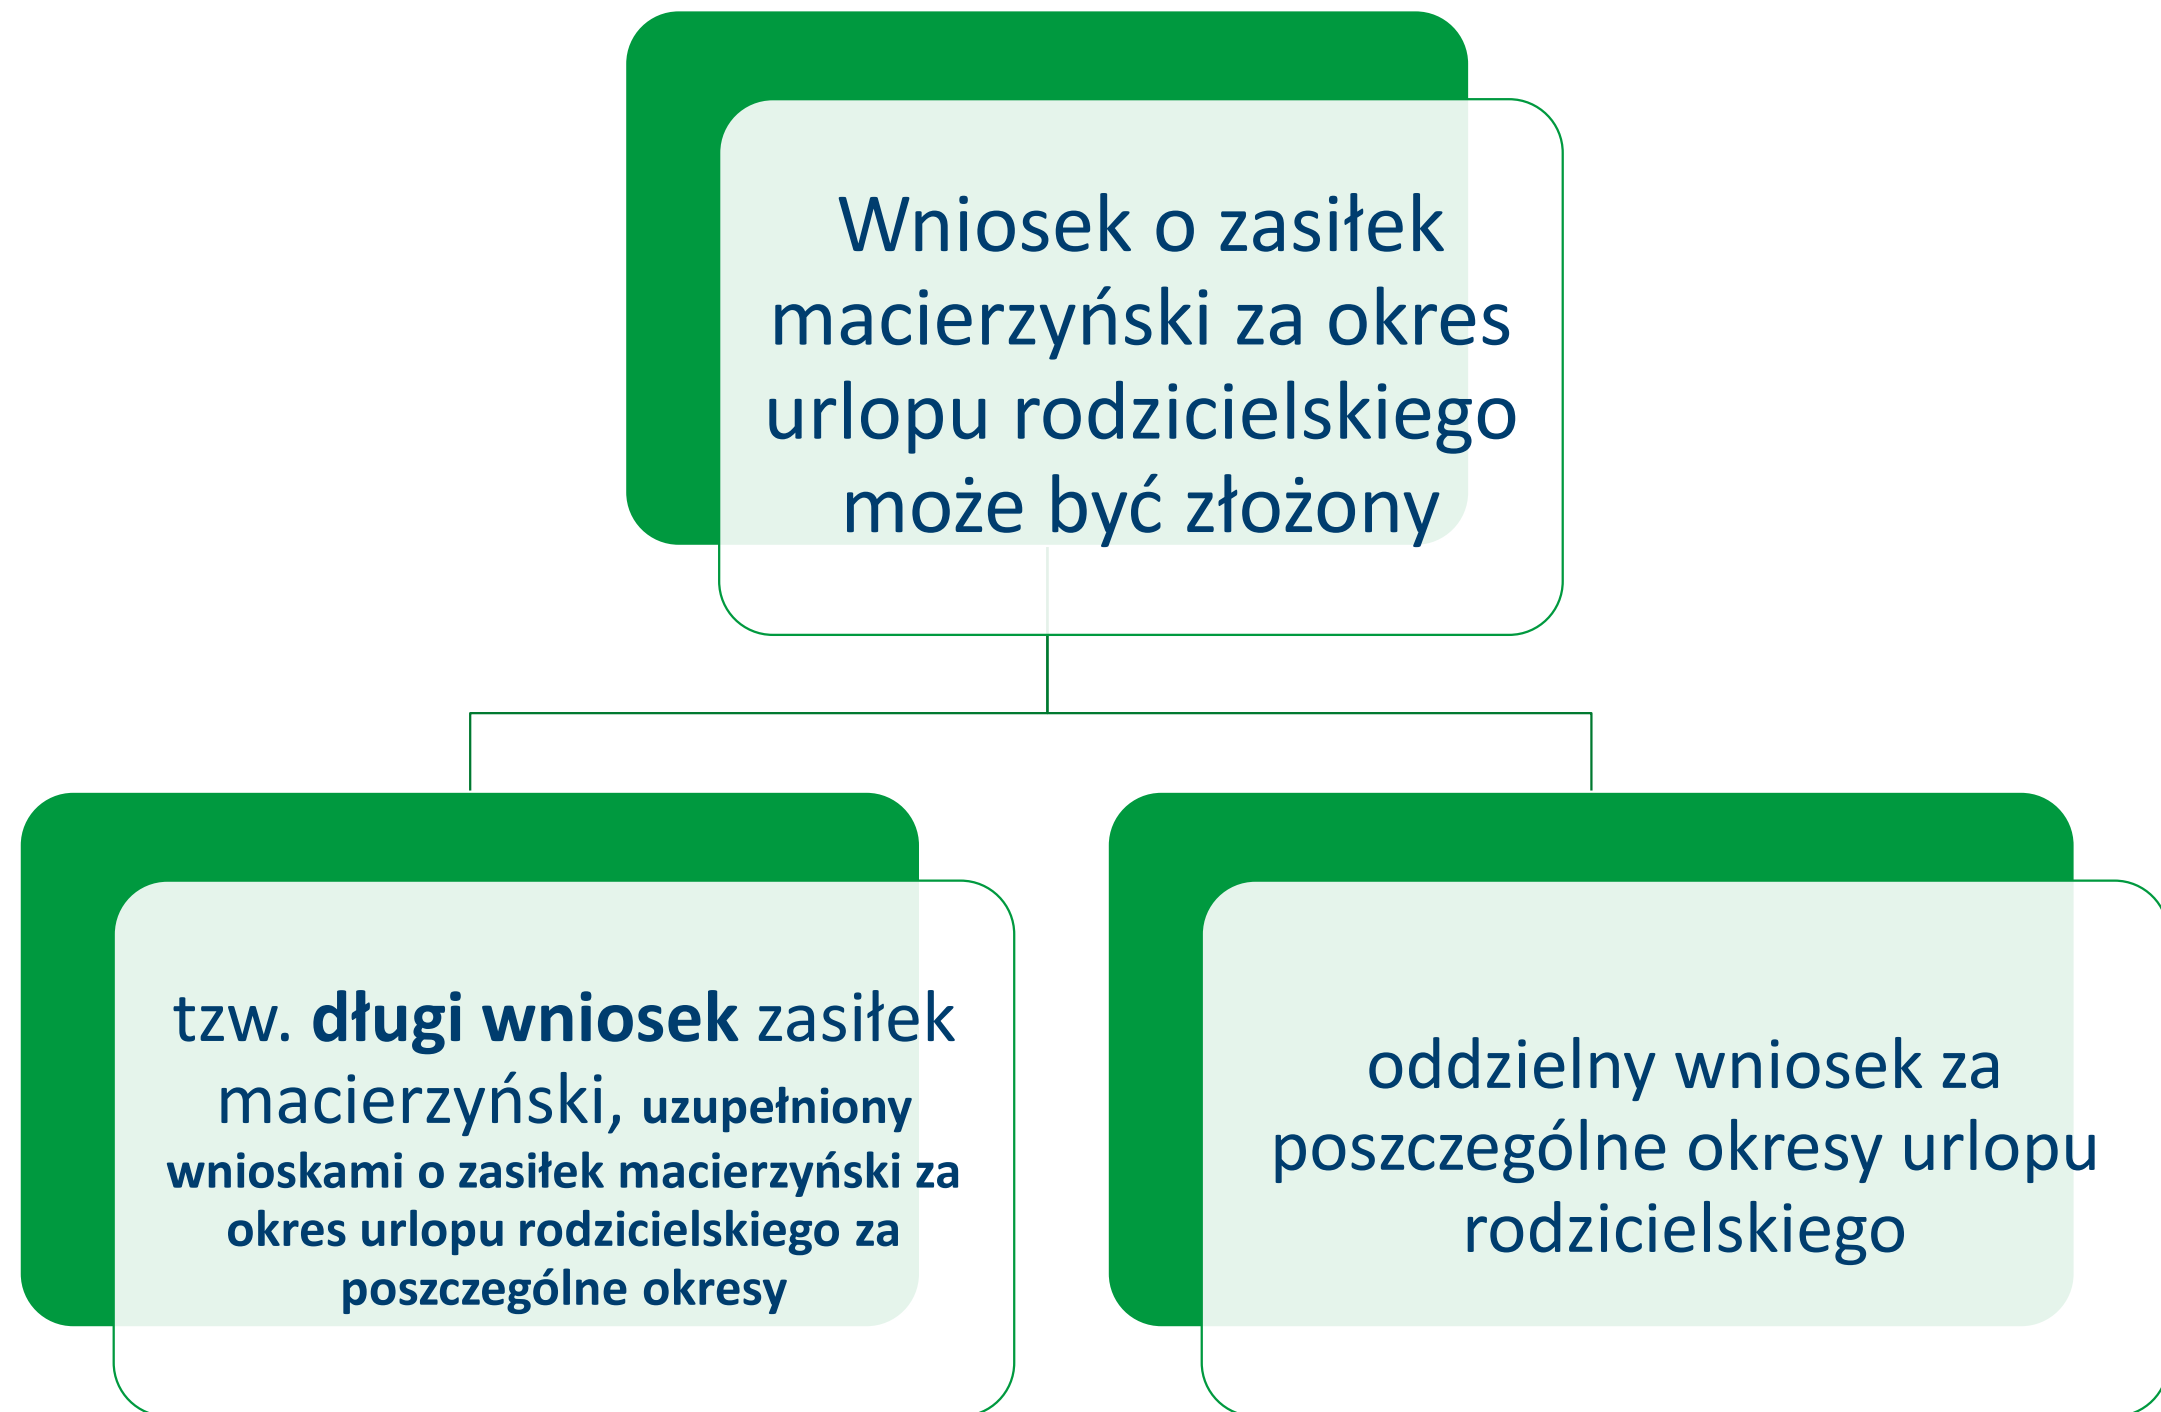 Wniosek o zasiłek
macierzyński za okres
urlopu rodzicielskiego
może być złożony
tzw. długi wniosek zasiłek
macierzyński, uzupełniony
wnioskami o zasiłek macierzyński za
okres urlopu rodzicielskiego za
poszczególne okresy
oddzielny wniosek za
poszczególne okresy urlopu
rodzicielskiego